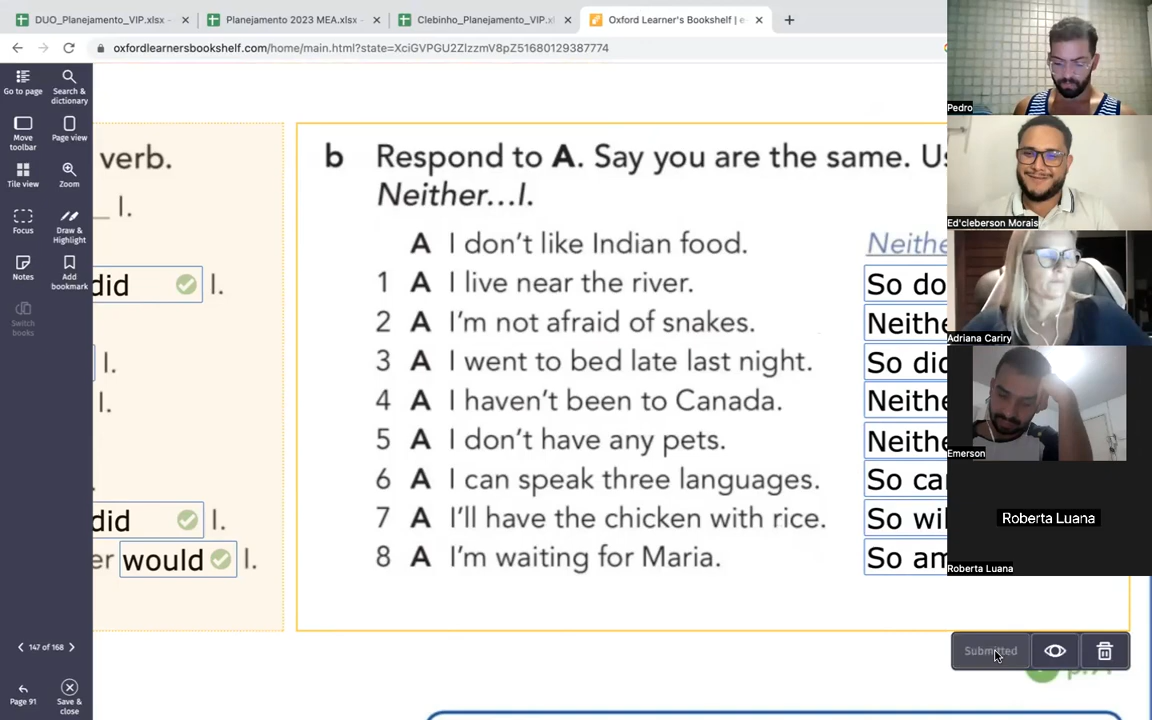 DUO_Planejamento_VIP.xlsx
Planejamento 2023 MEA.xlsx
Clebinho_Planejamento_VIP.xl
Oxford Learner's Bookshelf | e
oxfordlearnersbookshelf.com/home/main.html?state=XciGVPGU2ZIzzmV8pZ51680129387774
Go to page
Search & dictionary
Move toolbar
Page view
Tile view
Zoom
Focus
Draw & Highlight
Notes
Add bookmark
Switch books
147 of 168
Page 91
Save & close
verb.
I.
did I.
I.
I.
did I.
er would I.
b Respond to A. Say you are the same. Us
Neither…I.
A I don't like Indian food. Neithe
1 A I live near the river. So do
2 A I'm not afraid of snakes. Neithe
3 A I went to bed late last night. So did
4 A I haven't been to Canada. Neithe
5 A I don't have any pets. Neithe
6 A I can speak three languages. So ca
7 A I'll have the chicken with rice. So wil
8 A I'm waiting for Maria. So am
Submitted
Pedro
Ed'cleberson Morais
Adriana Cariry
Emerson
Roberta Luana
Roberta Luana